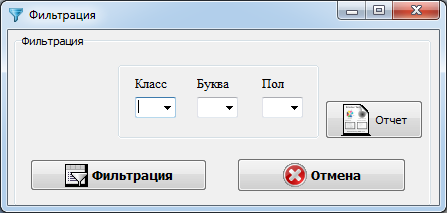 Фильтрация
Фильтрация
Класс Буква Пол
Отчет
Фильтрация Отмена